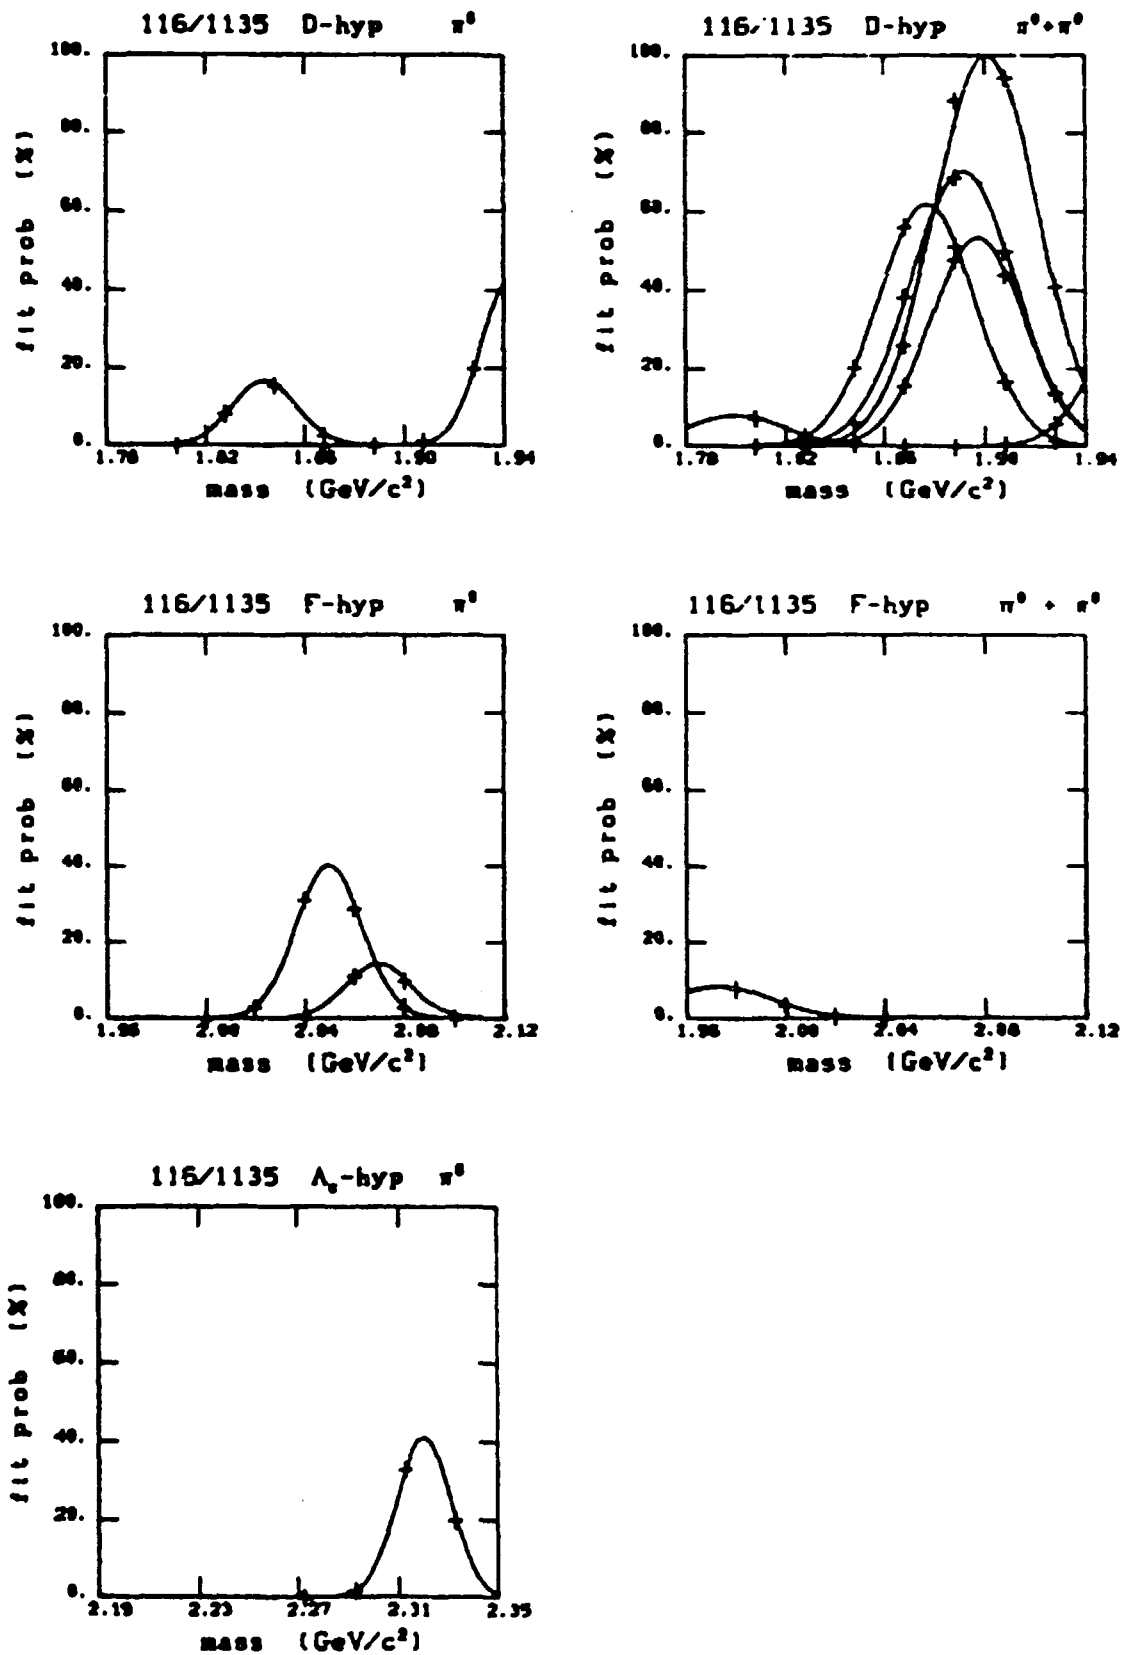 116/1135 D-hyp π⁰
100.
80.
60.
40.
20.
0.
fit prob (%)
1.78 1.82 1.86 1.90 1.94
mass (GeV/c²)
116/1135 D-hyp π⁰+π⁰
100.
80.
60.
40.
20.
0.
fit prob (%)
1.78 1.82 1.86 1.90 1.94
mass (GeV/c²)
116/1135 F-hyp π⁰
100.
80.
60.
40.
20.
0.
fit prob (%)
1.96 2.00 2.04 2.08 2.12
mass (GeV/c²)
116/1135 F-hyp π⁰ + π⁰
100.
80.
60.
40.
20.
0.
fit prob (%)
1.96 2.00 2.04 2.08 2.12
mass (GeV/c²)
116/1135 Λc-hyp π⁰
100.
80.
60.
40.
20.
0.
fit prob (%)
2.19 2.23 2.27 2.31 2.35
mass (GeV/c²)